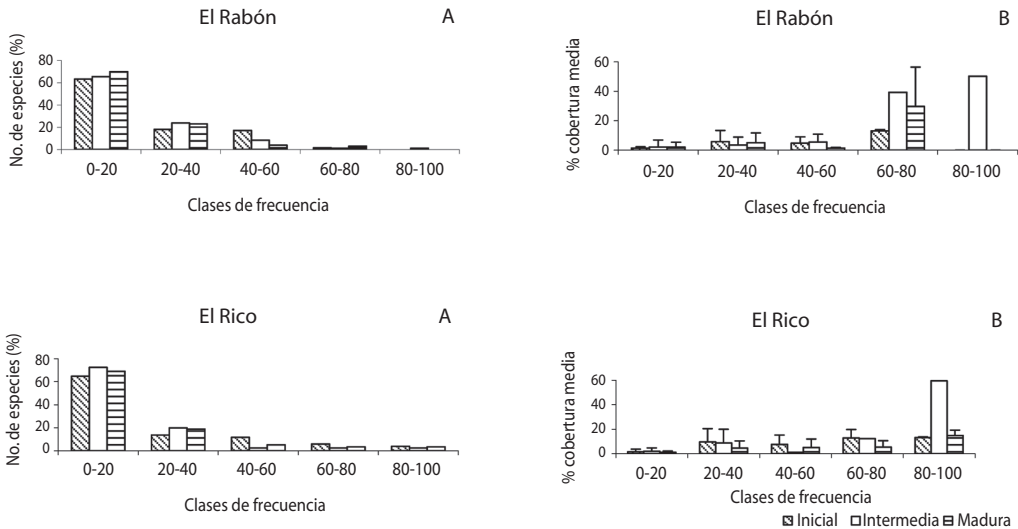 El Rabón
A
No. de especies (%)
80
60
40
20
0
0-20 20-40 40-60 60-80 80-100
Clases de frecuencia
El Rabón
B
% cobertura media
60
40
20
0
0-20 20-40 40-60 60-80 80-100
Clases de frecuencia
El Rico
A
No. de especies (%)
80
60
40
20
0
0-20 20-40 40-60 60-80 80-100
Clases de frecuencia
El Rico
B
% cobertura media
60
40
20
0
0-20 20-40 40-60 60-80 80-100
Clases de frecuencia
Inicial Intermedia Madura